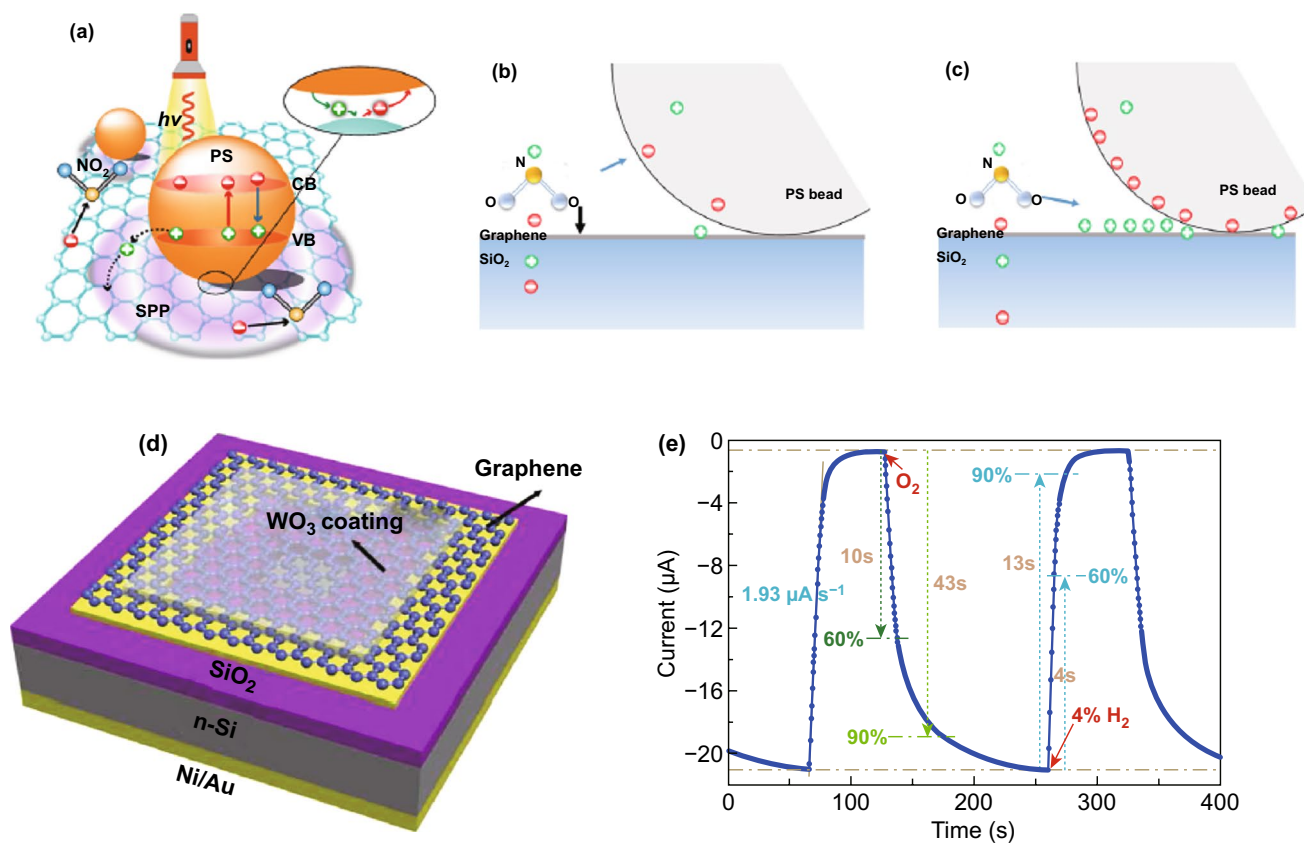 (a)
hν
NO₂
PS
CB
VB
SPP
(b)
N
O
O
PS bead
Graphene
SiO₂
(c)
N
O
O
PS bead
Graphene
SiO₂
(d)
Graphene
WO₃ coating
SiO₂
n-Si
Ni/Au
(e)
0
−4
−8
−12
−16
−20
Current (µA)
0
100
200
300
400
Time (s)
1.93 µA s⁻¹
O₂
10s
43s
60%
90%
90%
13s
60%
4s
4% H₂